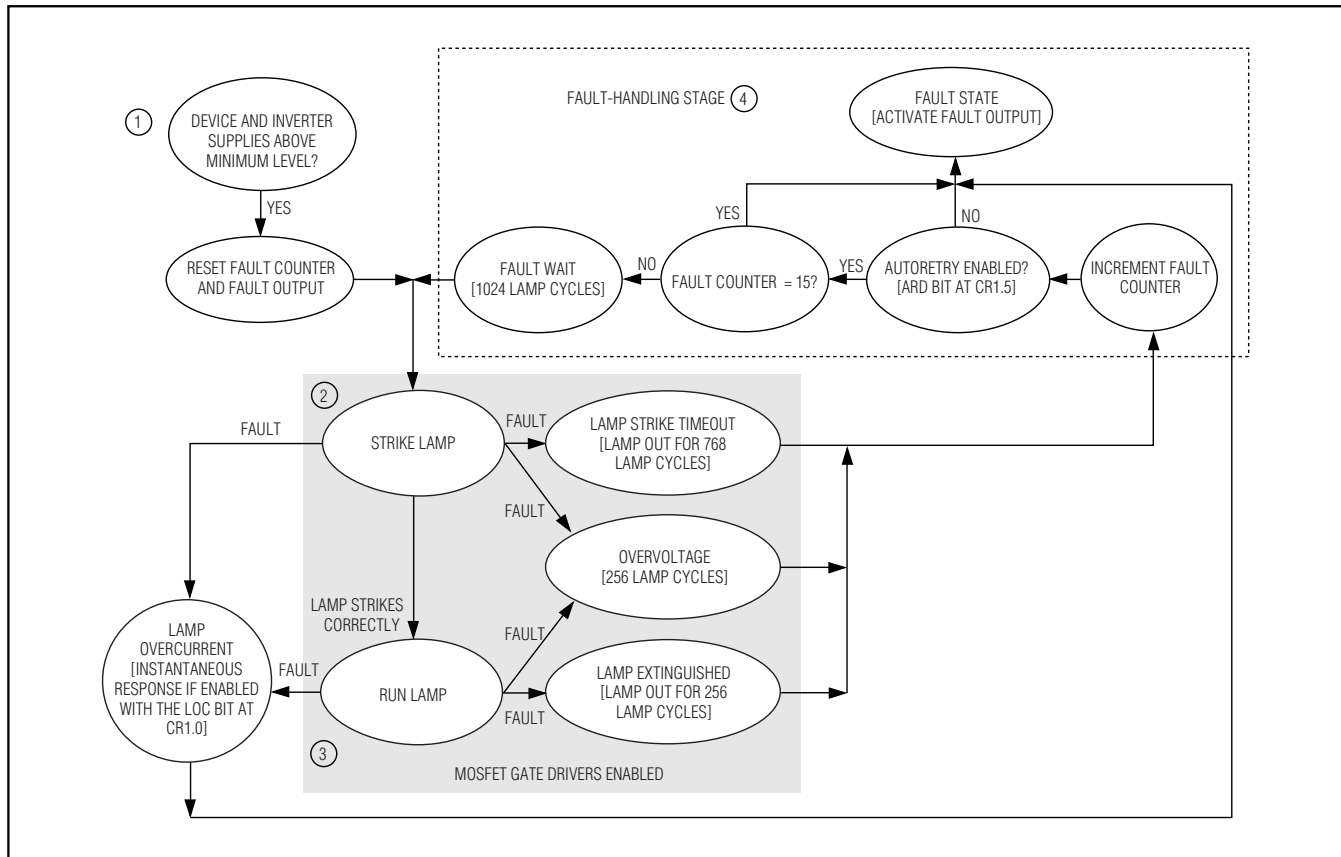 FAULT-HANDLING STAGE 4
FAULT STATE
[ACTIVATE FAULT OUTPUT]
1
DEVICE AND INVERTER
SUPPLIES ABOVE
MINIMUM LEVEL?
YES
RESET FAULT COUNTER
AND FAULT OUTPUT
FAULT WAIT
[1024 LAMP CYCLES]
NO
YES
FAULT COUNTER = 15?
YES
NO
AUTORETRY ENABLED?
[ARD BIT AT CR1.5]
INCREMENT FAULT
COUNTER
2
FAULT
STRIKE LAMP
FAULT
LAMP STRIKE TIMEOUT
[LAMP OUT FOR 768
LAMP CYCLES]
FAULT
OVERVOLTAGE
[256 LAMP CYCLES]
LAMP STRIKES
CORRECTLY
FAULT
LAMP
OVERCURRENT
[INSTANTANEOUS
RESPONSE IF ENABLED
WITH THE LOC BIT AT
CR1.0]
FAULT
RUN LAMP
FAULT
LAMP EXTINGUISHED
[LAMP OUT FOR 256
LAMP CYCLES]
3
MOSFET GATE DRIVERS ENABLED